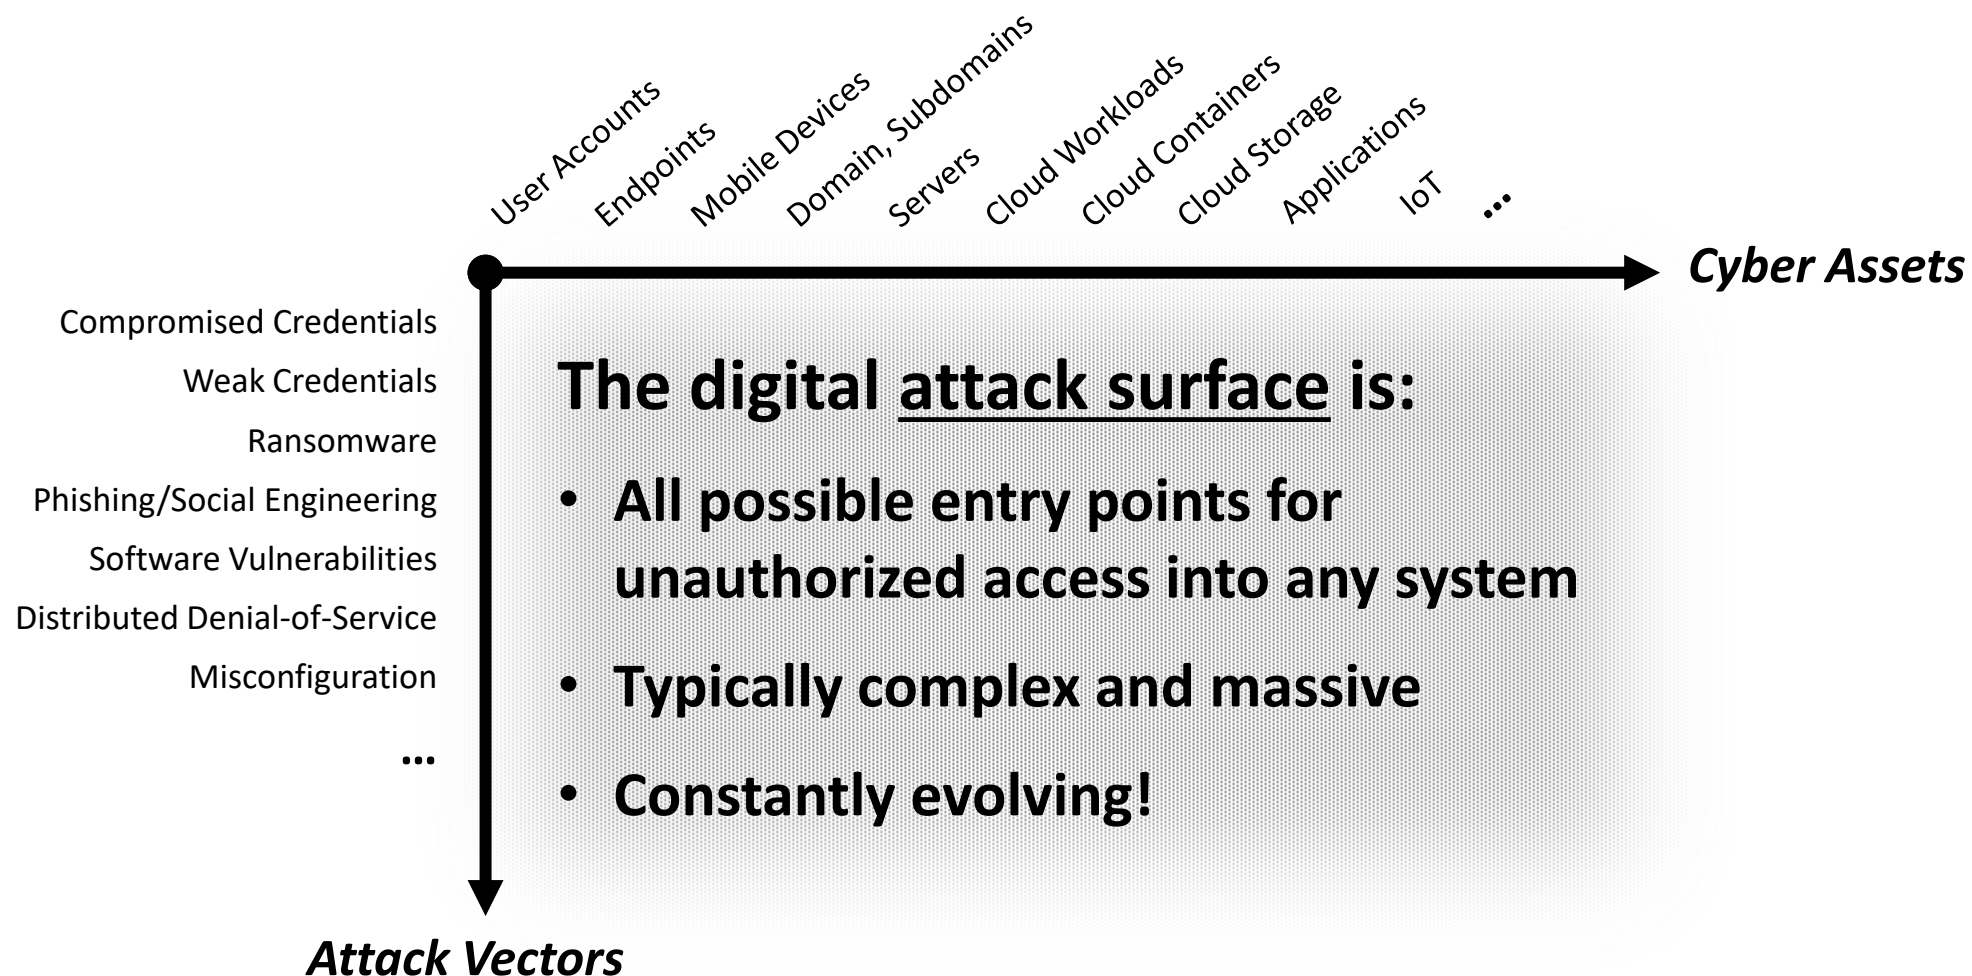 User Accounts
Endpoints
Mobile Devices
Domain, Subdomains
Servers
Cloud Workloads
Cloud Containers
Cloud Storage
Applications
IoT
...
Cyber Assets
Compromised Credentials
Weak Credentials
Ransomware
Phishing/Social Engineering
Software Vulnerabilities
Distributed Denial-of-Service
Misconfiguration
...
Attack Vectors
The digital attack surface is:
• All possible entry points for
unauthorized access into any system
• Typically complex and massive
• Constantly evolving!